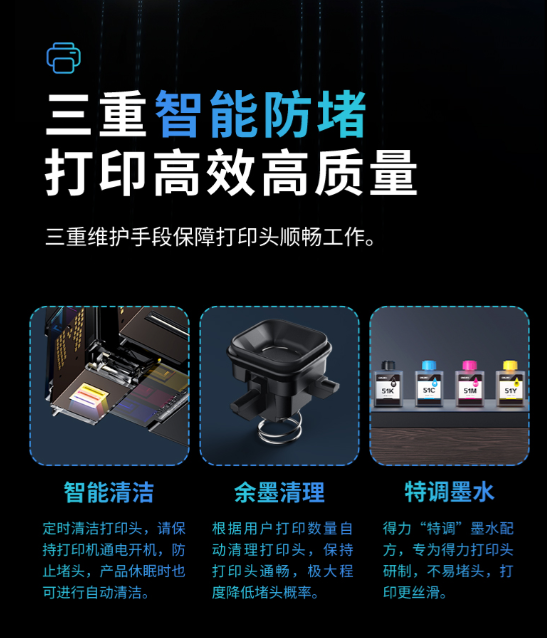 三重智能防堵
打印高效高质量
三重维护手段保障打印头顺畅工作。
51K
51C
51M
51Y
智能清洁
余墨清理
特调墨水
定时清洁打印头，请保
持打印机通电开机，防
止堵头，产品休眠时也
可进行自动清洁。
根据用户打印数量自
动清理打印头，保持
打印头通畅，极大程
度降低堵头概率。
得力“特调”墨水配
方，专为得力打印头
研制，不易堵头，打
印更丝滑。